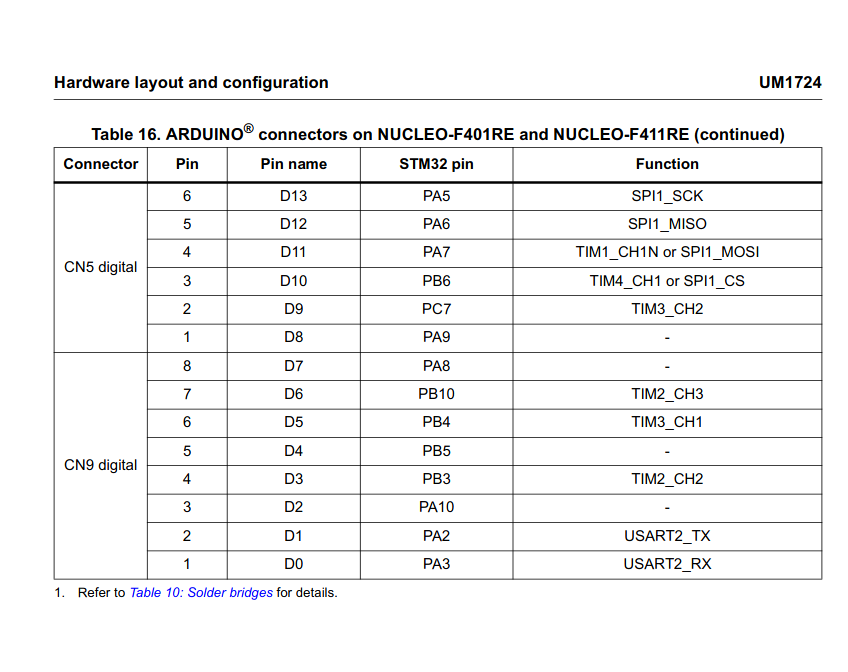 Hardware layout and configuration UM1724
Table 16. ARDUINO® connectors on NUCLEO-F401RE and NUCLEO-F411RE (continued)
Connector Pin Pin name STM32 pin Function
CN5 digital
6 D13 PA5 SPI1_SCK
5 D12 PA6 SPI1_MISO
4 D11 PA7 TIM1_CH1N or SPI1_MOSI
3 D10 PB6 TIM4_CH1 or SPI1_CS
2 D9 PC7 TIM3_CH2
1 D8 PA9 -
CN9 digital
8 D7 PA8 -
7 D6 PB10 TIM2_CH3
6 D5 PB4 TIM3_CH1
5 D4 PB5 -
4 D3 PB3 TIM2_CH2
3 D2 PA10 -
2 D1 PA2 USART2_TX
1 D0 PA3 USART2_RX
1. Refer to Table 10: Solder bridges for details.